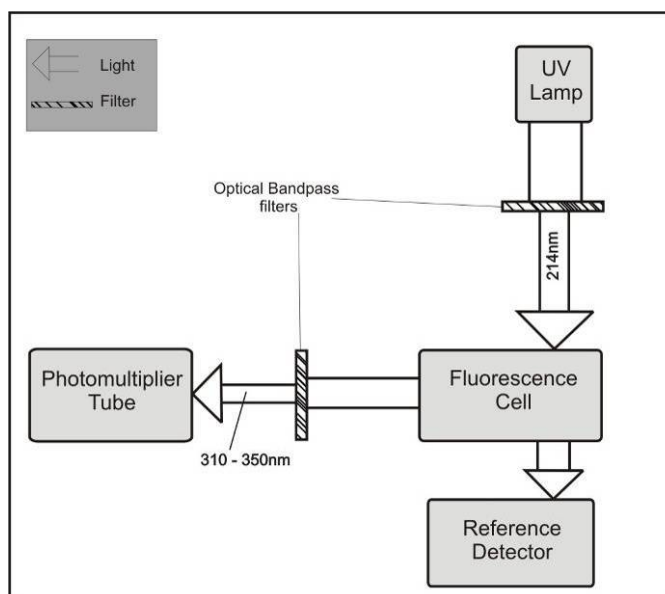 Light
Filter
UV
Lamp
Optical Bandpass
filters
214nm
Photomultiplier
Tube
Fluorescence
Cell
310 - 350nm
Reference
Detector